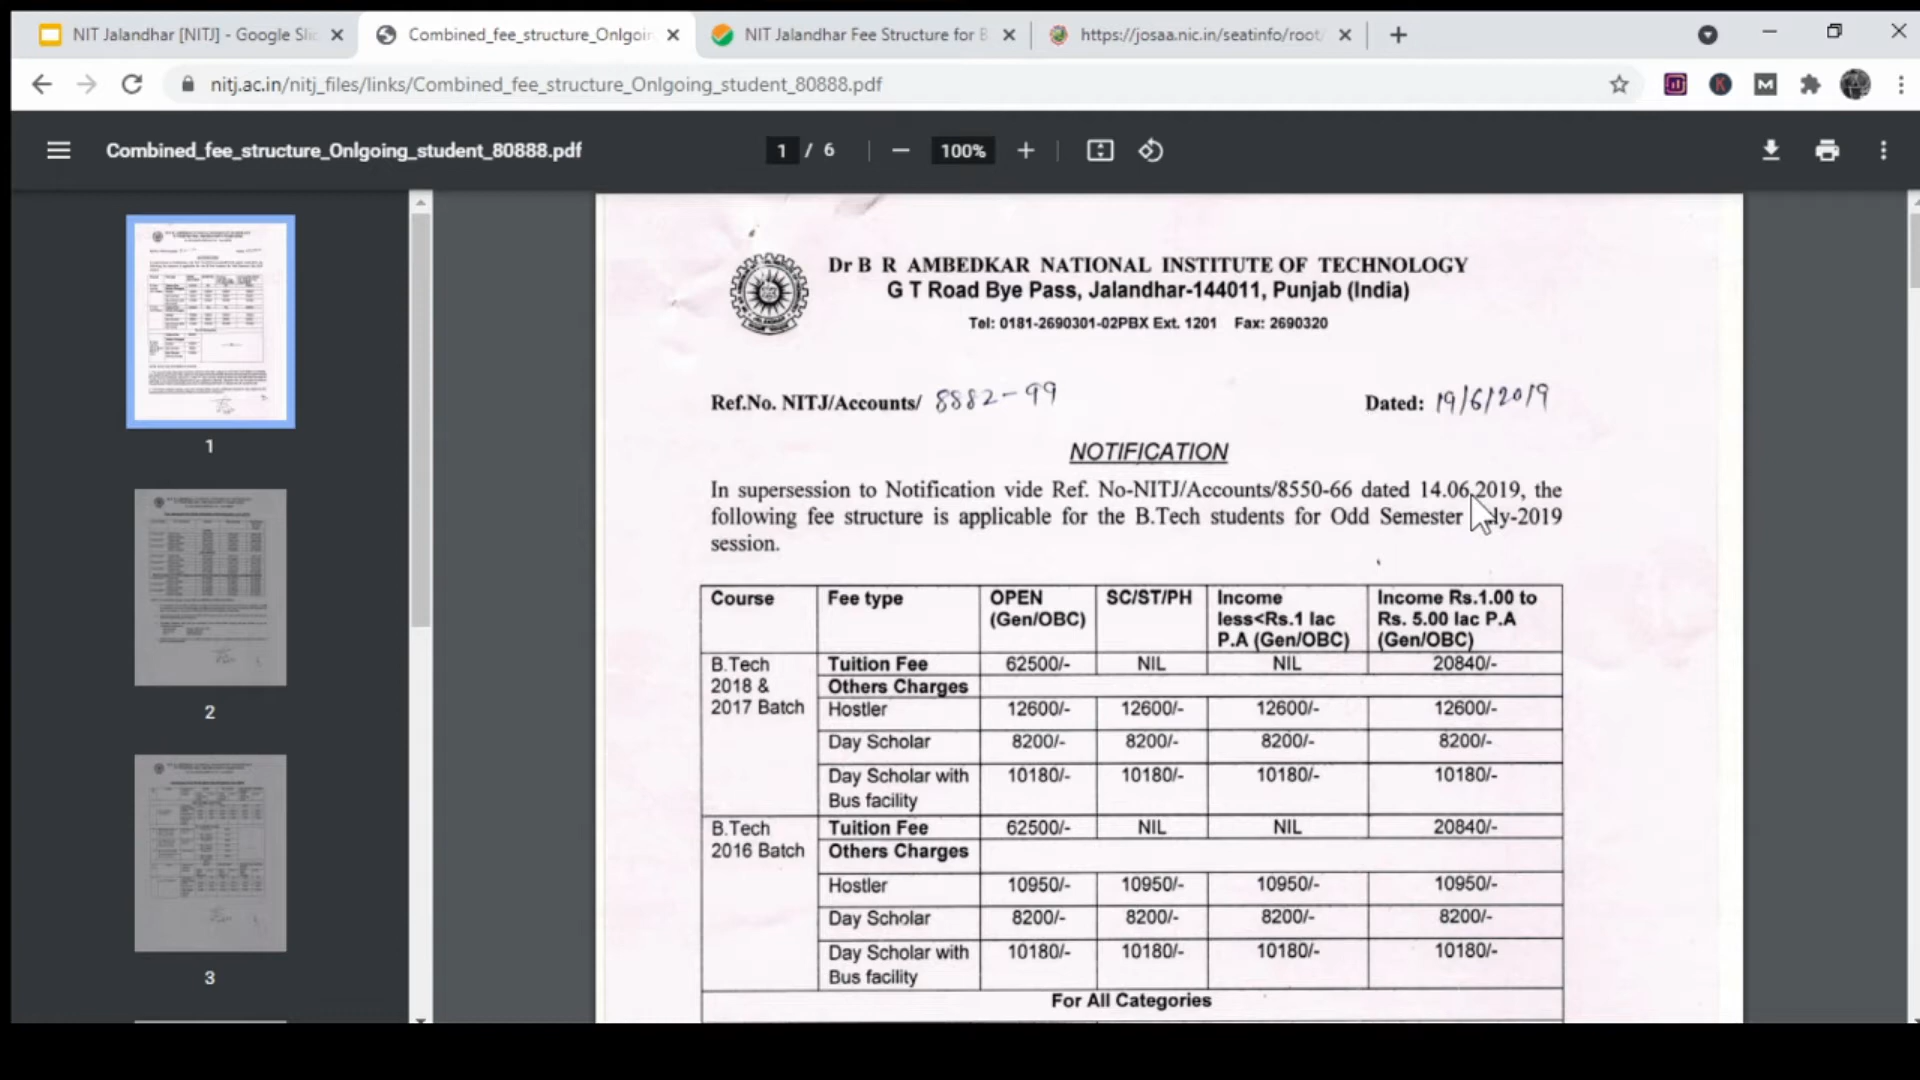 NIT Jalandhar [NITJ] - Google Slid
Combined_fee_structure_Onlgoin
NIT Jalandhar Fee Structure for B
https://josaa.nic.in/seatinfo/root/
nitj.ac.in/nitj_files/links/Combined_fee_structure_Onlgoing_student_80888.pdf
Combined_fee_structure_Onlgoing_student_80888.pdf
1 / 6
100%
1
2
3
Dr B R AMBEDKAR NATIONAL INSTITUTE OF TECHNOLOGY
G T Road Bye Pass, Jalandhar-144011, Punjab (India)
Tel: 0181-2690301-02PBX Ext. 1201 Fax: 2690320
Ref.No. NITJ/Accounts/ 8882-99 Dated: 19/6/2019
NOTIFICATION
In supersession to Notification vide Ref. No-NITJ/Accounts/8550-66 dated 14.06.2019, the
following fee structure is applicable for the B.Tech students for Odd Semester July-2019
session.
Course Fee type OPEN (Gen/OBC) SC/ST/PH Income less<Rs.1 lac P.A (Gen/OBC) Income Rs.1.00 to Rs. 5.00 lac P.A (Gen/OBC)
B.Tech 2018 & 2017 Batch Tuition Fee 62500/- NIL NIL 20840/-
Others Charges
Hostler 12600/- 12600/- 12600/- 12600/-
Day Scholar 8200/- 8200/- 8200/- 8200/-
Day Scholar with Bus facility 10180/- 10180/- 10180/- 10180/-
B.Tech 2016 Batch Tuition Fee 62500/- NIL NIL 20840/-
Others Charges
Hostler 10950/- 10950/- 10950/- 10950/-
Day Scholar 8200/- 8200/- 8200/- 8200/-
Day Scholar with Bus facility 10180/- 10180/- 10180/- 10180/-
For All Categories